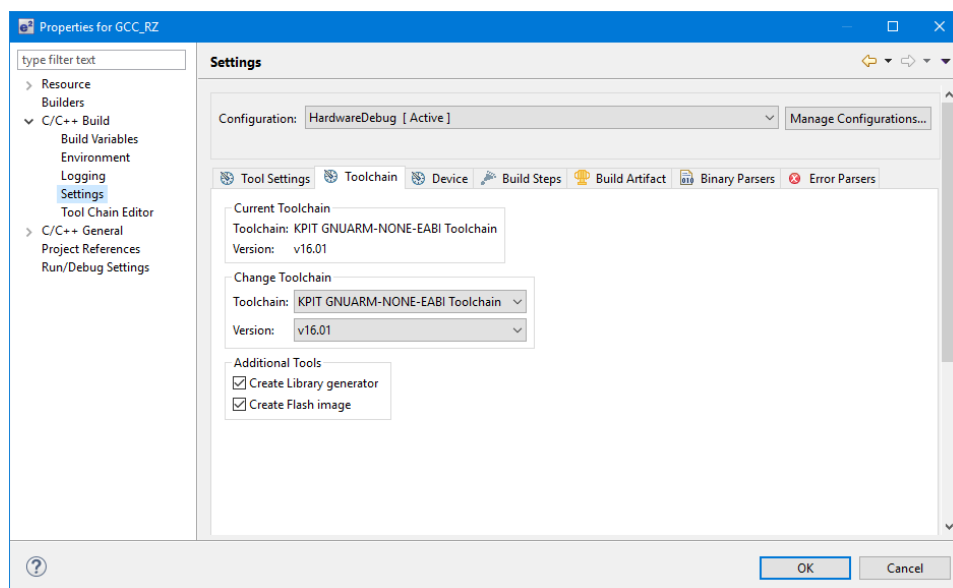 e² Properties for GCC_RZ
type filter text
Resource
Builders
C/C++ Build
Build Variables
Environment
Logging
Settings
Tool Chain Editor
C/C++ General
Project References
Run/Debug Settings
Settings
Configuration: HardwareDebug [ Active ] Manage Configurations...
Tool Settings Toolchain Device Build Steps Build Artifact Binary Parsers Error Parsers
Current Toolchain
Toolchain: KPIT GNUARM-NONE-EABI Toolchain
Version: v16.01
Change Toolchain
Toolchain: KPIT GNUARM-NONE-EABI Toolchain
Version: v16.01
Additional Tools
Create Library generator
Create Flash image
OK Cancel